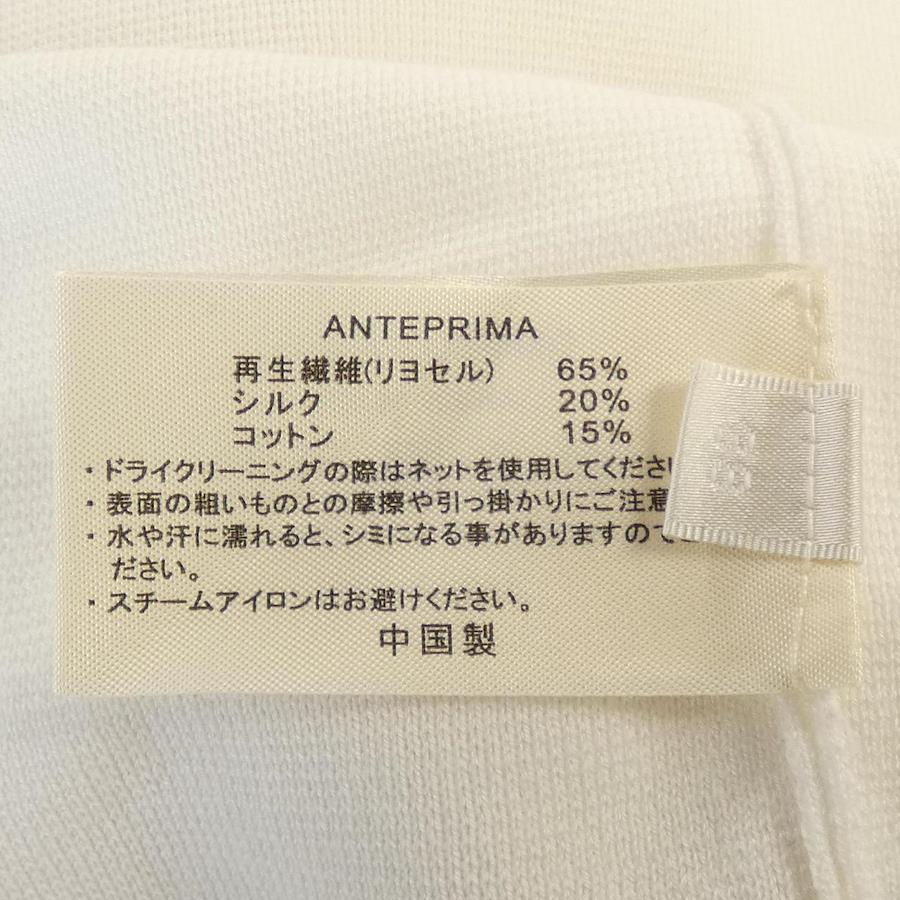 ANTEPRIMA
再生繊維(リヨセル) 65%
シルク 20%
コットン 15%
・ドライクリーニングの際はネットを使用してくださ
・表面の粗いものとの摩擦や引っ掛かりにご注意
・水や汗に濡れると、シミになる事がありますので
ださい。
・スチームアイロンはお避けください。
中国製
38